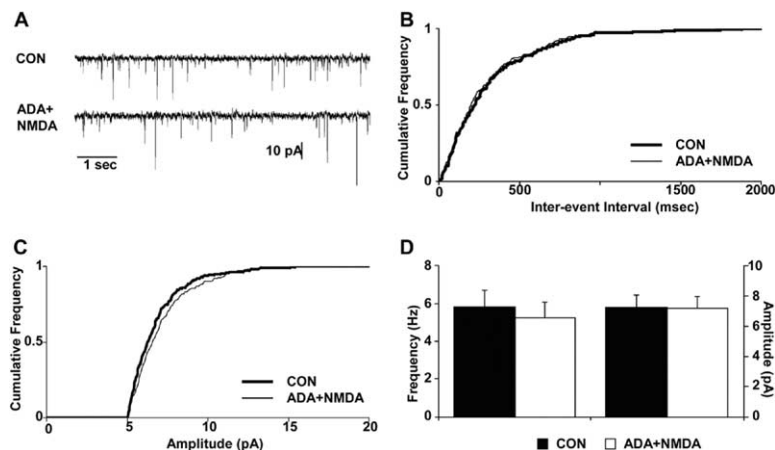 A
CON
ADA+
NMDA
1 sec
10 pA
B
Cumulative Frequency
1
0.5
0
CON
ADA+NMDA
0
500
1500
2000
Inter-event Interval (msec)
C
Cumulative Frequency
1
0.5
0
CON
ADA+NMDA
0
5
10
15
20
Amplitude (pA)
D
Frequency (Hz)
8
6
4
2
0
10
8
6
4
2
0
Amplitude (pA)
CON
ADA+NMDA